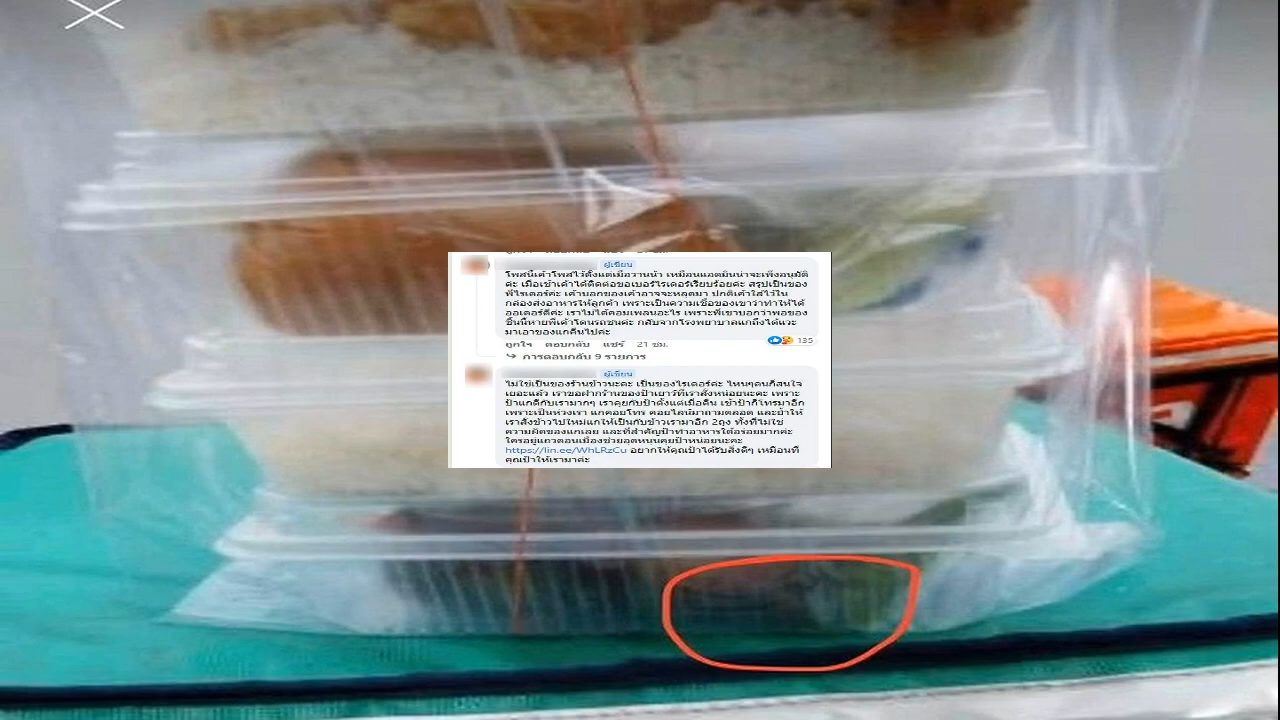 ผู้เขียน
โพสนี้เค้าโพสไว้ตั้งแต่เมื่อวานน้า เหมือนแอดมินน่าจะเพิ่งอนุมัติ
ค่ะ เมื่อเช้าเค้าได้ติดต่อขอเบอร์ไรเดอร์เรียบร้อยค่ะ สรุปเป็นของ
พี่ไรเดอร์ค่ะ เค้าบอกของเค้าอาจจะหลุดมา ปกติเค้าใส่ไว้ใน
กล่องส่งอาหารให้ลูกค้า เพราะเป็นความเชื่อของเขาว่าทำให้ได้
ออเดอร์ดีค่ะ เราไม่ได้คอมเพลนอะไร เพราะพี่เขาบอกว่าพอของ
ชิ้นนี้หายพี่เค้าโดนรถชนค่ะ กลับจากโรงพยาบาลแกถึงได้แวะ
มาเอาของแกคืนไปค่ะ
ถูกใจ ตอบกลับ แชร์ 21 ชม. 135
การตอบกลับ 9 รายการ
ผู้เขียน
ไม่ใช่เป็นของร้านข้าวนะคะ เป็นของไรเดอร์ค่ะ ไหนๆคนก็สนใจ
เยอะแล้ว เราขอฝากร้านของป้าเยาว์ที่เราสั่งหน่อยนะคะ เพราะ
ป้าแกดีกับเรามากๆ เราคุยกับป้าตั้งแต่เมื่อคืน เช้าป้าก็โทรมาอีก
เพราะเป็นห่วงเรา แกคอยโทร คอยไลน์มาถามตลอด และย้ำให้
เราสั่งข้าวไปใหม่แกให้เป็นกับข้าวเรามาอีก 2ถุง ทั้งที่ไม่ใช่
ความผิดของแกเลย และที่สำคัญป้าทำอาหารใต้อร่อยมากค่ะ
ใครอยู่แถวดอนเมืองช่วยอุดหนุนคุณป้าหน่อยนะคะ
https://lin.ee/WhLRzCu อยากให้คุณป้าได้รับสิ่งดีๆ เหมือนที่
คุณป้าให้เรามาค่ะ